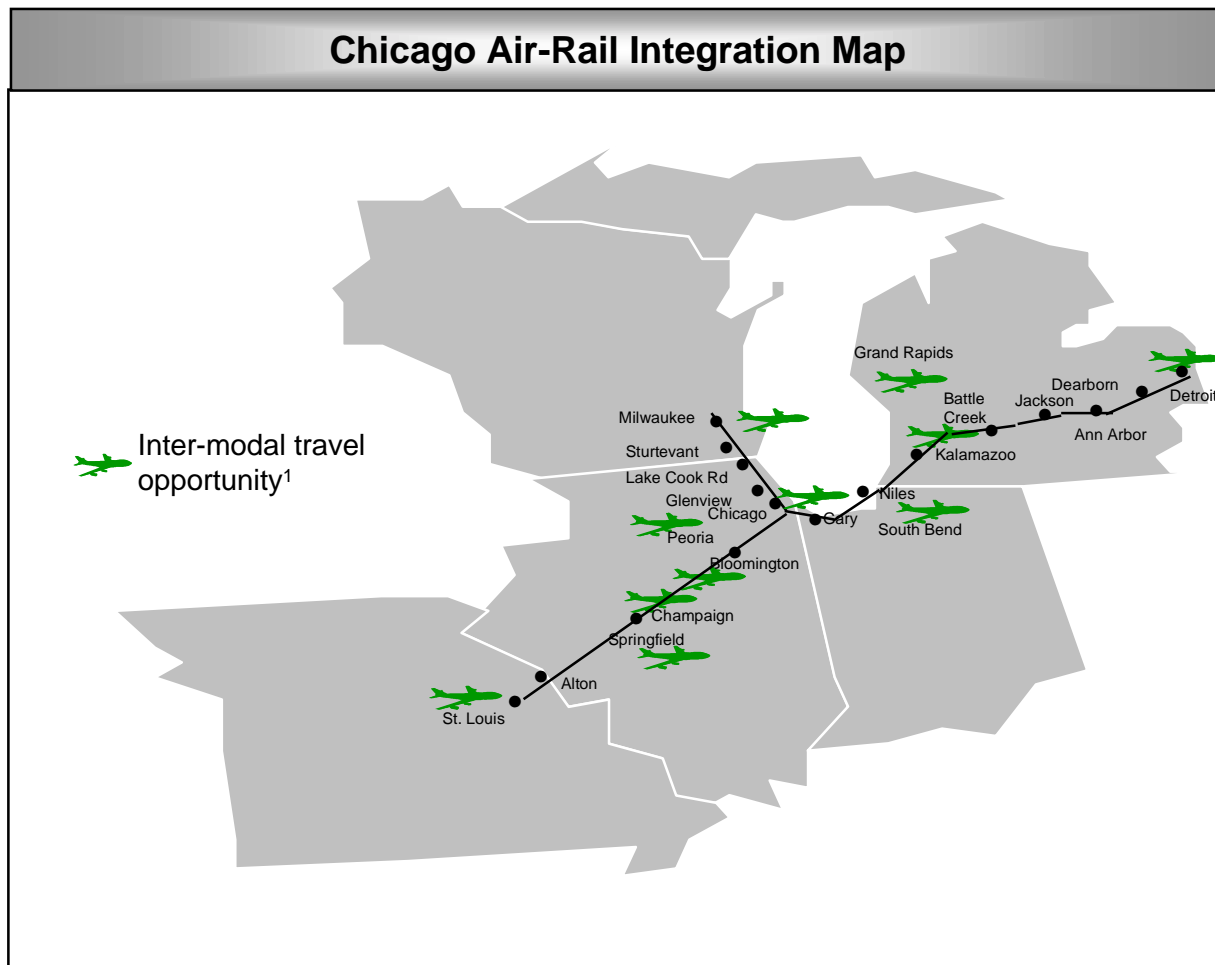 Chicago Air-Rail Integration Map
Grand Rapids
Dearborn
Battle
Creek
Jackson
Detroit
Milwaukee
Ann Arbor
Inter-modal travel
opportunity¹
Sturtevant
Kalamazoo
Lake Cook Rd
Glenview
Niles
Chicago
Gary
South Bend
Peoria
Bloomington
Champaign
Springfield
Alton
St. Louis